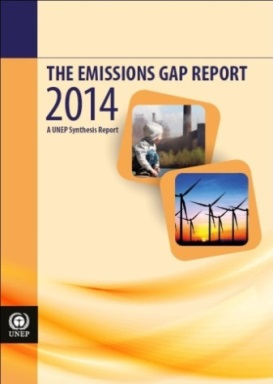 THE EMISSIONS GAP REPORT
2014
A UNEP Synthesis Report
UNEP